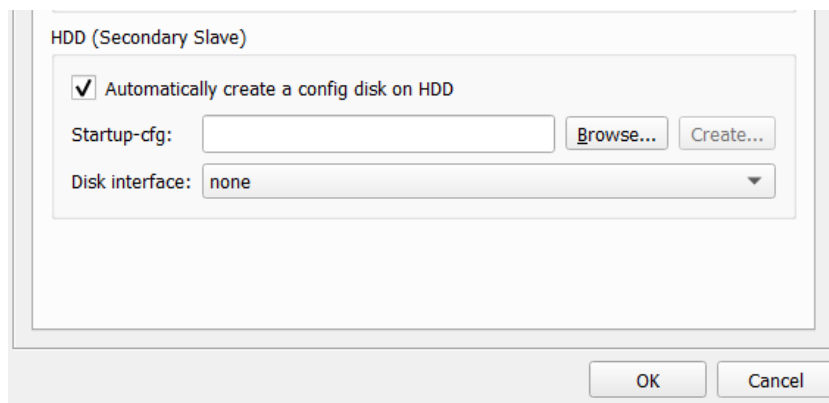 HDD (Secondary Slave)
Automatically create a config disk on HDD
Startup-cfg: Browse... Create...
Disk interface: none
OK Cancel